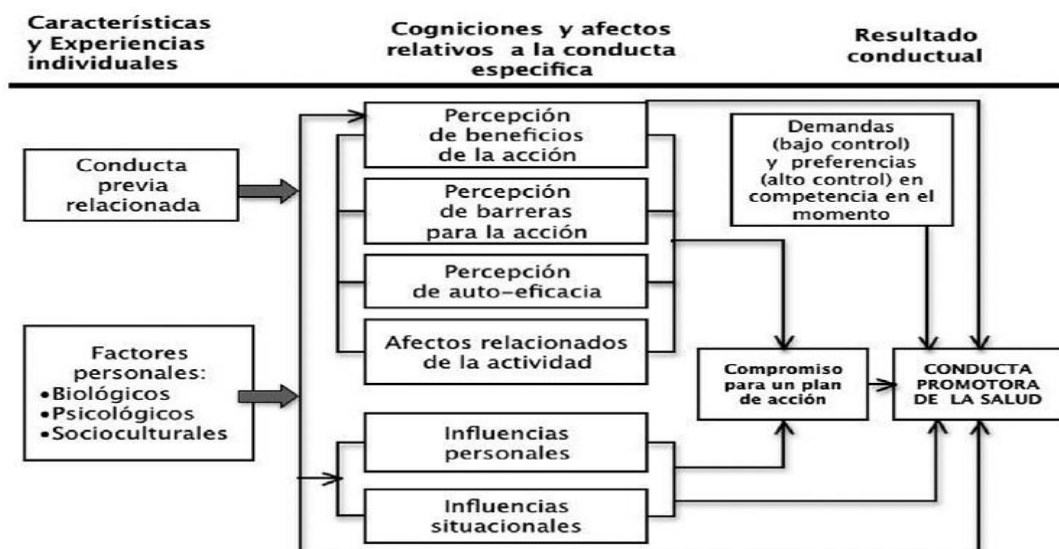 Características
y Experiencias
individuales
Cogniciones y afectos
relativos a la conducta
especifica
Resultado
conductual
Conducta
previa
relacionada
Factores
personales:
•Biológicos
•Psicológicos
•Socioculturales
Percepción
de beneficios
de la acción
Percepción
de barreras
para la acción
Percepción
de auto-eficacia
Afectos relacionados
de la actividad
Influencias
personales
Influencias
situacionales
Demandas
(bajo control)
y preferencias
(alto control) en
competencia en el
momento
Compromiso
para un plan
de acción
CONDUCTA
PROMOTORA
DE LA SALUD